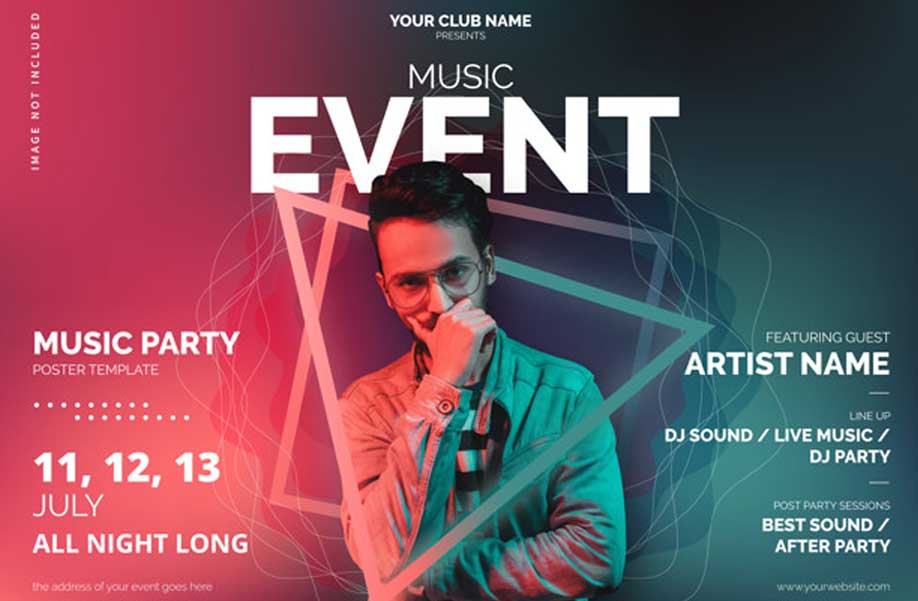 IMAGE NOT INCLUDED
YOUR CLUB NAME
PRESENTS
MUSIC
EVENT
MUSIC PARTY
POSTER TEMPLATE
11, 12, 13
JULY
ALL NIGHT LONG
the address of your event goes here
FEATURING GUEST
ARTIST NAME
LINE UP
DJ SOUND / LIVE MUSIC /
DJ PARTY
POST PARTY SESSIONS
BEST SOUND /
AFTER PARTY
www.yourwebsite.com